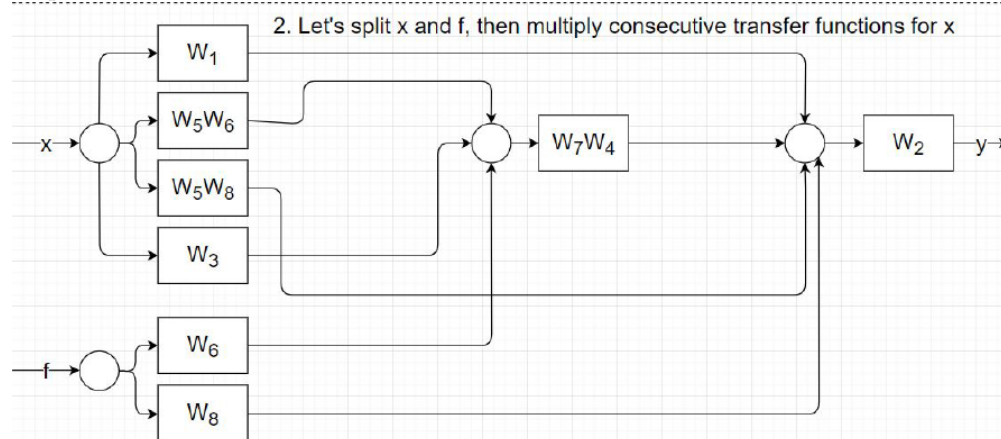 2. Let's split x and f, then multiply consecutive transfer functions for x
W₁
W₅W₆
x
W₇W₄
W₂
y
W₅W₈
W₃
W₆
f
W₈